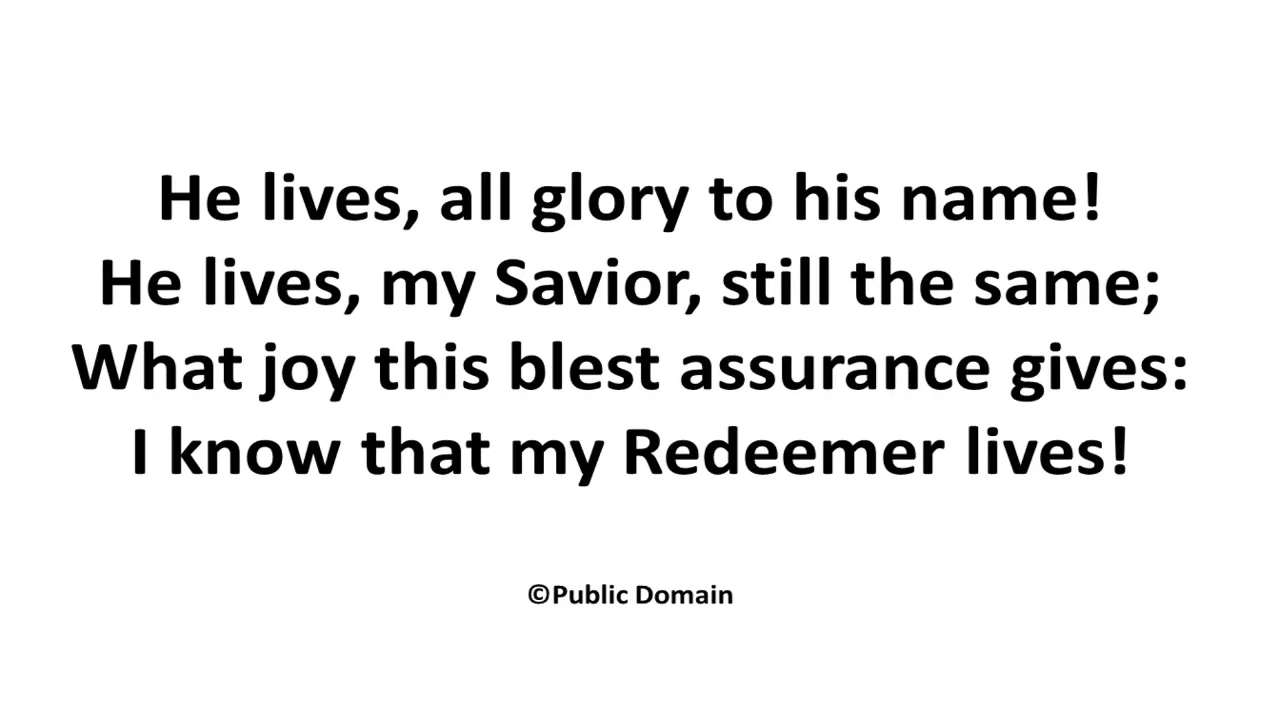 He lives, all glory to his name!
He lives, my Savior, still the same;
What joy this blest assurance gives:
I know that my Redeemer lives!
©Public Domain